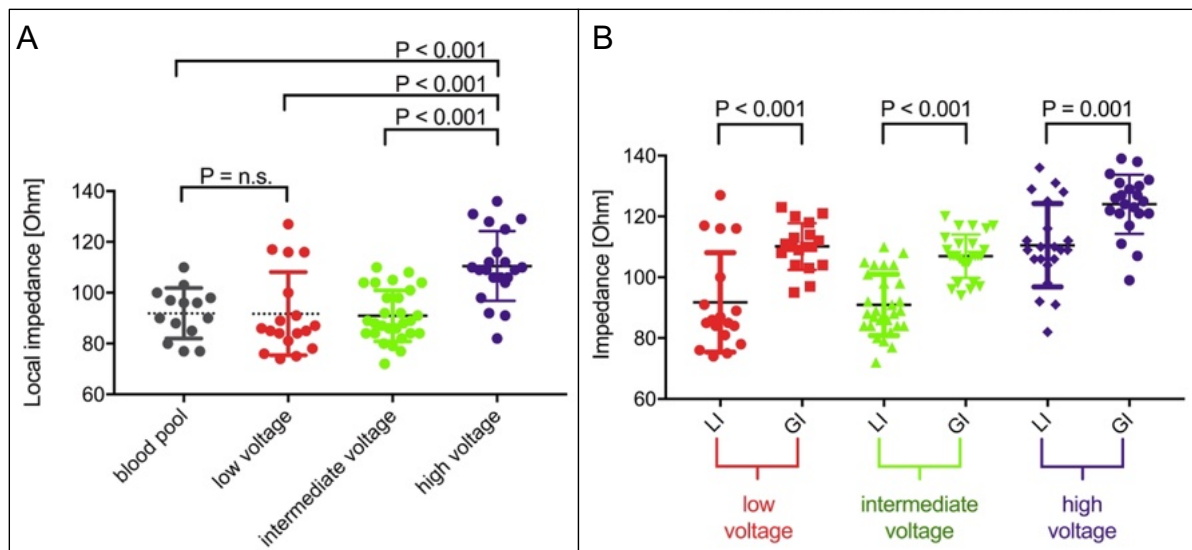 A
P < 0.001
P < 0.001
P < 0.001
P = n.s.
Local impedance [Ohm]
140
120
100
80
60
blood pool
low voltage
intermediate voltage
high voltage
B
P < 0.001
P < 0.001
P = 0.001
Impedance [Ohm]
140
120
100
80
60
LI
GI
LI
GI
LI
GI
low
voltage
intermediate
voltage
high
voltage